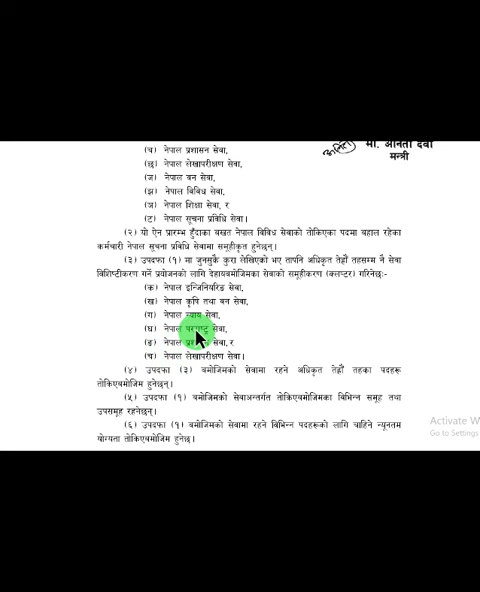 मा. अनिता देवी
मन्त्री
(च) नेपाल प्रशासन सेवा,
(छ) नेपाल लेखापरीक्षण सेवा,
(ज) नेपाल वन सेवा,
(झ) नेपाल विविध सेवा,
(ञ) नेपाल शिक्षा सेवा, र
(ट) नेपाल सूचना प्रविधि सेवा।
(२) यो ऐन प्रारम्भ हुँदाका बखत नेपाल विविध सेवाको तोकिएका पदमा बहाल रहेका
कर्मचारी नेपाल सूचना प्रविधि सेवामा समूहीकृत हुनेछन्।
(३) उपदफा (१) मा जुनसुकै कुरा लेखिएको भए तापनि अधिकृत तेह्रौं तहसम्म नै सेवा
विशिष्टीकरण गर्ने प्रयोजनको लागि देहायबमोजिमका सेवाको समूहीकरण (क्लष्टर) गरिनेछः-
(क) नेपाल इन्जिनियरिङ सेवा,
(ख) नेपाल कृषि तथा वन सेवा,
(ग) नेपाल न्याय सेवा,
(घ) नेपाल परराष्ट्र सेवा,
(ङ) नेपाल प्रशासन सेवा, र
(च) नेपाल लेखापरीक्षण सेवा।
(४) उपदफा (३) बमोजिमको सेवामा रहने अधिकृत तेह्रौं तहका पदहरू
तोकिएबमोजिम हुनेछन्।
(५) उपदफा (१) बमोजिमको सेवाअन्तर्गत तोकिएबमोजिमका विभिन्न समूह तथा
उपसमूह रहनेछन्।
(६) उपदफा (१) बमोजिमको सेवामा रहने विभिन्न पदहरूको लागि चाहिने न्यूनतम
योग्यता तोकिएबमोजिम हुनेछ।
Activate W
Go to Settings